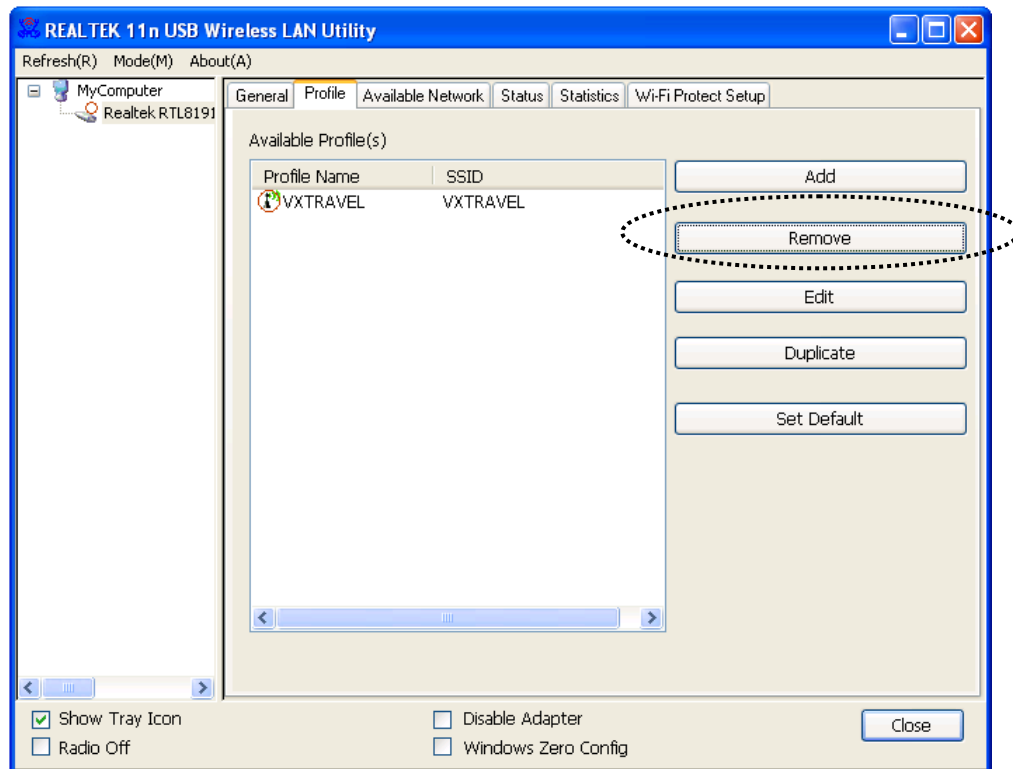 REALTEK 11n USB Wireless LAN Utility
Refresh(R) Mode(M) About(A)
MyComputer
Realtek RTL8191
General Profile Available Network Status Statistics Wi-Fi Protect Setup
Available Profile(s)
Profile Name SSID
VXTRAVEL VXTRAVEL
Add
Remove
Edit
Duplicate
Set Default
Show Tray Icon
Radio Off
Disable Adapter
Windows Zero Config
Close